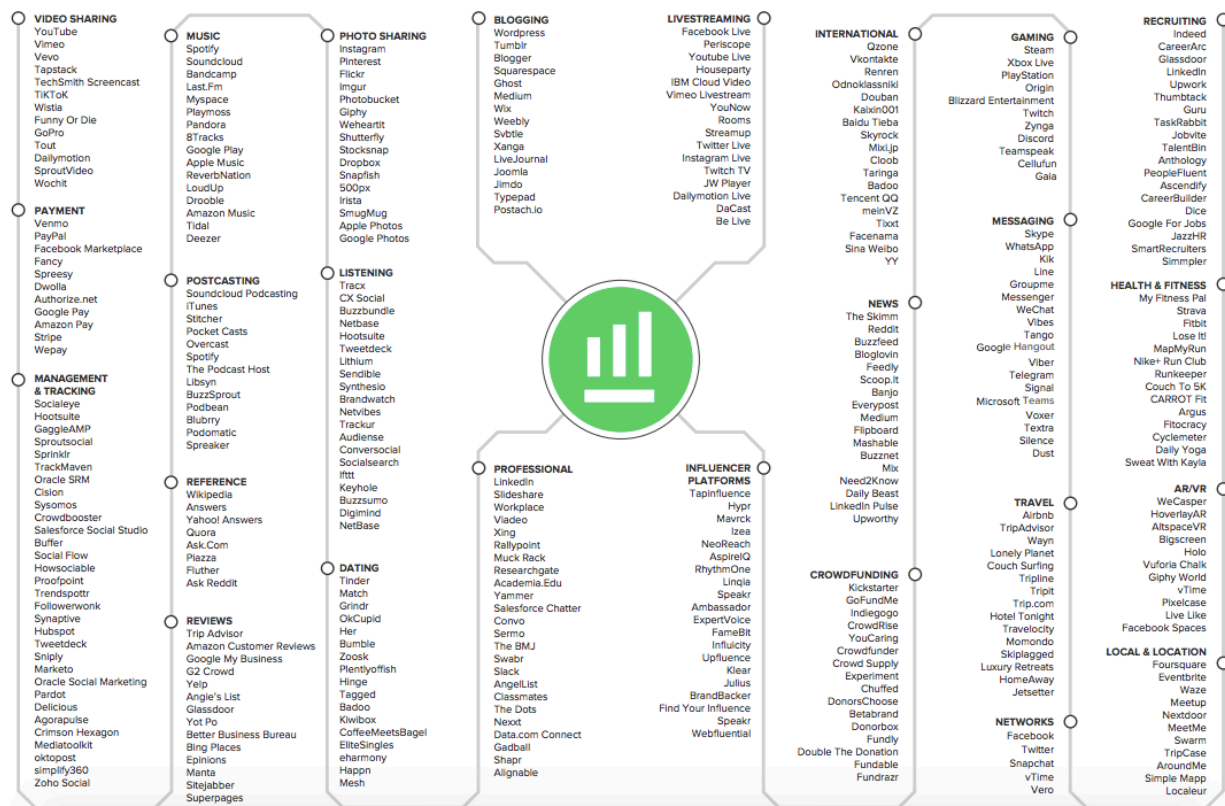 VIDEO SHARING
YouTube
Vimeo
Vevo
Tapstack
TechSmith Screencast
TiKToK
Wistia
Funny Or Die
GoPro
Tout
Dailymotion
SproutVideo
Wochit
PAYMENT
Venmo
PayPal
Facebook Marketplace
Fancy
Spreesy
Dwolla
Authorize.net
Google Pay
Amazon Pay
Stripe
Wepay
MANAGEMENT
& TRACKING
Socialeye
Hootsuite
GaggleAMP
Sproutsocial
Sprinklr
TrackMaven
Oracle SRM
Cision
Sysomos
Crowdbooster
Salesforce Social Studio
Buffer
Social Flow
Howsociable
Proofpoint
Trendspottr
Followerwonk
Synaptive
Hubspot
Tweetdeck
Sniply
Marketo
Oracle Social Marketing
Pardot
Delicious
Agorapulse
Crimson Hexagon
Mediatoolkit
oktopost
simplify360
Zoho Social
MUSIC
Spotify
Soundcloud
Bandcamp
Last.Fm
Myspace
Playmoss
Pandora
8Tracks
Google Play
Apple Music
ReverbNation
LoudUp
Drooble
Amazon Music
Tidal
Deezer
POSTCASTING
Soundcloud Podcasting
iTunes
Stitcher
Pocket Casts
Overcast
Spotify
The Podcast Host
Libsyn
BuzzSprout
Podbean
Blubrry
Podomatic
Spreaker
REFERENCE
Wikipedia
Answers
Yahoo! Answers
Quora
Ask.Com
Piazza
Fluther
Ask Reddit
REVIEWS
Trip Advisor
Amazon Customer Reviews
Google My Business
G2 Crowd
Yelp
Angie's List
Glassdoor
Yot Po
Better Business Bureau
Bing Places
Epinions
Manta
Sitejabber
Superpages
PHOTO SHARING
Instagram
Pinterest
Flickr
Imgur
Photobucket
Giphy
Weheartit
Shutterfly
Stocksnap
Dropbox
Snapfish
500px
Irista
SmugMug
Apple Photos
Google Photos
LISTENING
Tracx
CX Social
Buzzbundle
Netbase
Hootsuite
Tweetdeck
Lithium
Sendible
Synthesio
Brandwatch
Netvibes
Trackur
Audiense
Conversocial
Socialsearch
Ifttt
Keyhole
Buzzsumo
Digimind
NetBase
DATING
Tinder
Match
Grindr
OkCupid
Her
Bumble
Zoosk
Plentyoffish
Hinge
Tagged
Badoo
Kiwibox
CoffeeMeetsBagel
EliteSingles
eharmony
Happn
Mesh
BLOGGING
Wordpress
Tumblr
Blogger
Squarespace
Ghost
Medium
Wix
Weebly
Svbtle
Xanga
LiveJournal
Joomla
Jimdo
Typepad
Postach.io
PROFESSIONAL
LinkedIn
Slideshare
Workplace
Viadeo
Xing
Rallypoint
Muck Rack
Researchgate
Academia.Edu
Yammer
Salesforce Chatter
Convo
Sermo
The BMJ
Swabr
Slack
AngelList
Classmates
The Dots
Nexxt
Data.com Connect
Gadball
Shapr
Alignable
LIVESTREAMING
Facebook Live
Periscope
Youtube Live
Houseparty
IBM Cloud Video
Vimeo Livestream
YouNow
Rooms
Streamup
Twitter Live
Instagram Live
Twitch TV
JW Player
Dailymotion Live
DaCast
Be Live
INFLUENCER
PLATFORMS
Tapinfluence
Hypr
Mavrck
Izea
NeoReach
AspireIQ
RhythmOne
Linqia
Speakr
Ambassador
ExpertVoice
FameBit
Influicity
Upfluence
Klear
Julius
BrandBacker
Find Your Influence
Speakr
Webfluential
INTERNATIONAL
Qzone
Vkontakte
Renren
Odnoklassniki
Douban
Kaixin001
Baidu Tieba
Skyrock
Mixi.jp
Cloob
Taringa
Badoo
Tencent QQ
meinVZ
Tixxt
Facenama
Sina Weibo
YY
NEWS
The Skimm
Reddit
Buzzfeed
Bloglovin
Feedly
Scoop.It
Banjo
Everypost
Medium
Flipboard
Mashable
Buzznet
Mix
Need2Know
Daily Beast
LinkedIn Pulse
Upworthy
CROWDFUNDING
Kickstarter
GoFundMe
Indiegogo
CrowdRise
YouCaring
Crowdfunder
Crowd Supply
Experiment
Chuffed
DonorsChoose
Betabrand
Donorbox
Fundly
Double The Donation
Fundable
Fundrazr
GAMING
Steam
Xbox Live
PlayStation
Origin
Blizzard Entertainment
Twitch
Zynga
Discord
Teamspeak
Cellufun
Gaia
MESSAGING
Skype
WhatsApp
Kik
Line
Groupme
Messenger
WeChat
Vibes
Tango
Google Hangout
Viber
Telegram
Signal
Microsoft Teams
Voxer
Textra
Silence
Dust
TRAVEL
Airbnb
TripAdvisor
Wayn
Lonely Planet
Couch Surfing
Tripline
Tripit
Trip.com
Hotel Tonight
Travelocity
Momondo
Skiplagged
Luxury Retreats
HomeAway
Jetsetter
NETWORKS
Facebook
Twitter
Snapchat
vTime
Vero
RECRUITING
Indeed
CareerArc
Glassdoor
LinkedIn
Upwork
Thumbtack
Guru
TaskRabbit
Jobvite
TalentBin
Anthology
PeopleFluent
Ascendify
CareerBuilder
Dice
Google For Jobs
JazzHR
SmartRecruiters
Simmpler
HEALTH & FITNESS
My Fitness Pal
Strava
Fitbit
Lose It!
MapMyRun
Nike+ Run Club
Runkeeper
Couch To 5K
CARROT Fit
Argus
Fitocracy
Cyclemeter
Daily Yoga
Sweat With Kayla
AR/VR
WeCasper
HoverlayAR
AltspaceVR
Bigscreen
Holo
Vuforia Chalk
Giphy World
vTime
Pixelcase
Live Like
Facebook Spaces
LOCAL & LOCATION
Foursquare
Eventbrite
Waze
Meetup
Nextdoor
MeetMe
Swarm
TripCase
AroundMe
Simple Mapp
Localeur